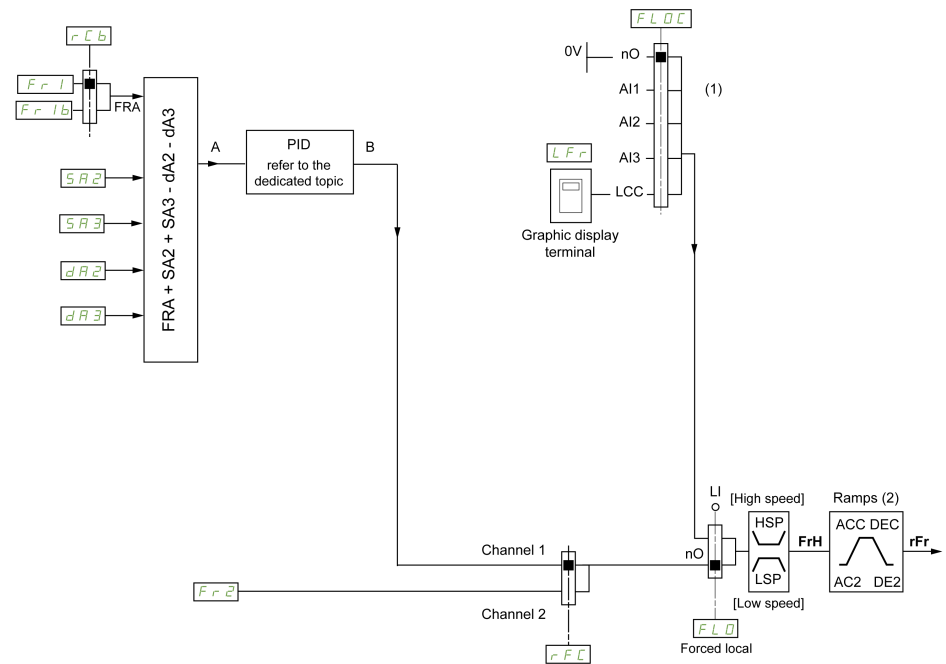 rCb
Fr1
Fr1b
FRA
SA2
SA3
dA2
dA3
FRA + SA2 + SA3 - dA2 - dA3
A
PID
refer to the
dedicated topic
B
FLOC
0V
nO
AI1
(1)
AI2
LFr
AI3
LCC
Graphic display
terminal
Channel 1
Fr2
Channel 2
rFC
LI
nO
[High speed]
HSP
LSP
[Low speed]
FrH
Ramps (2)
ACC DEC
AC2 DE2
rFr
FLO
Forced local